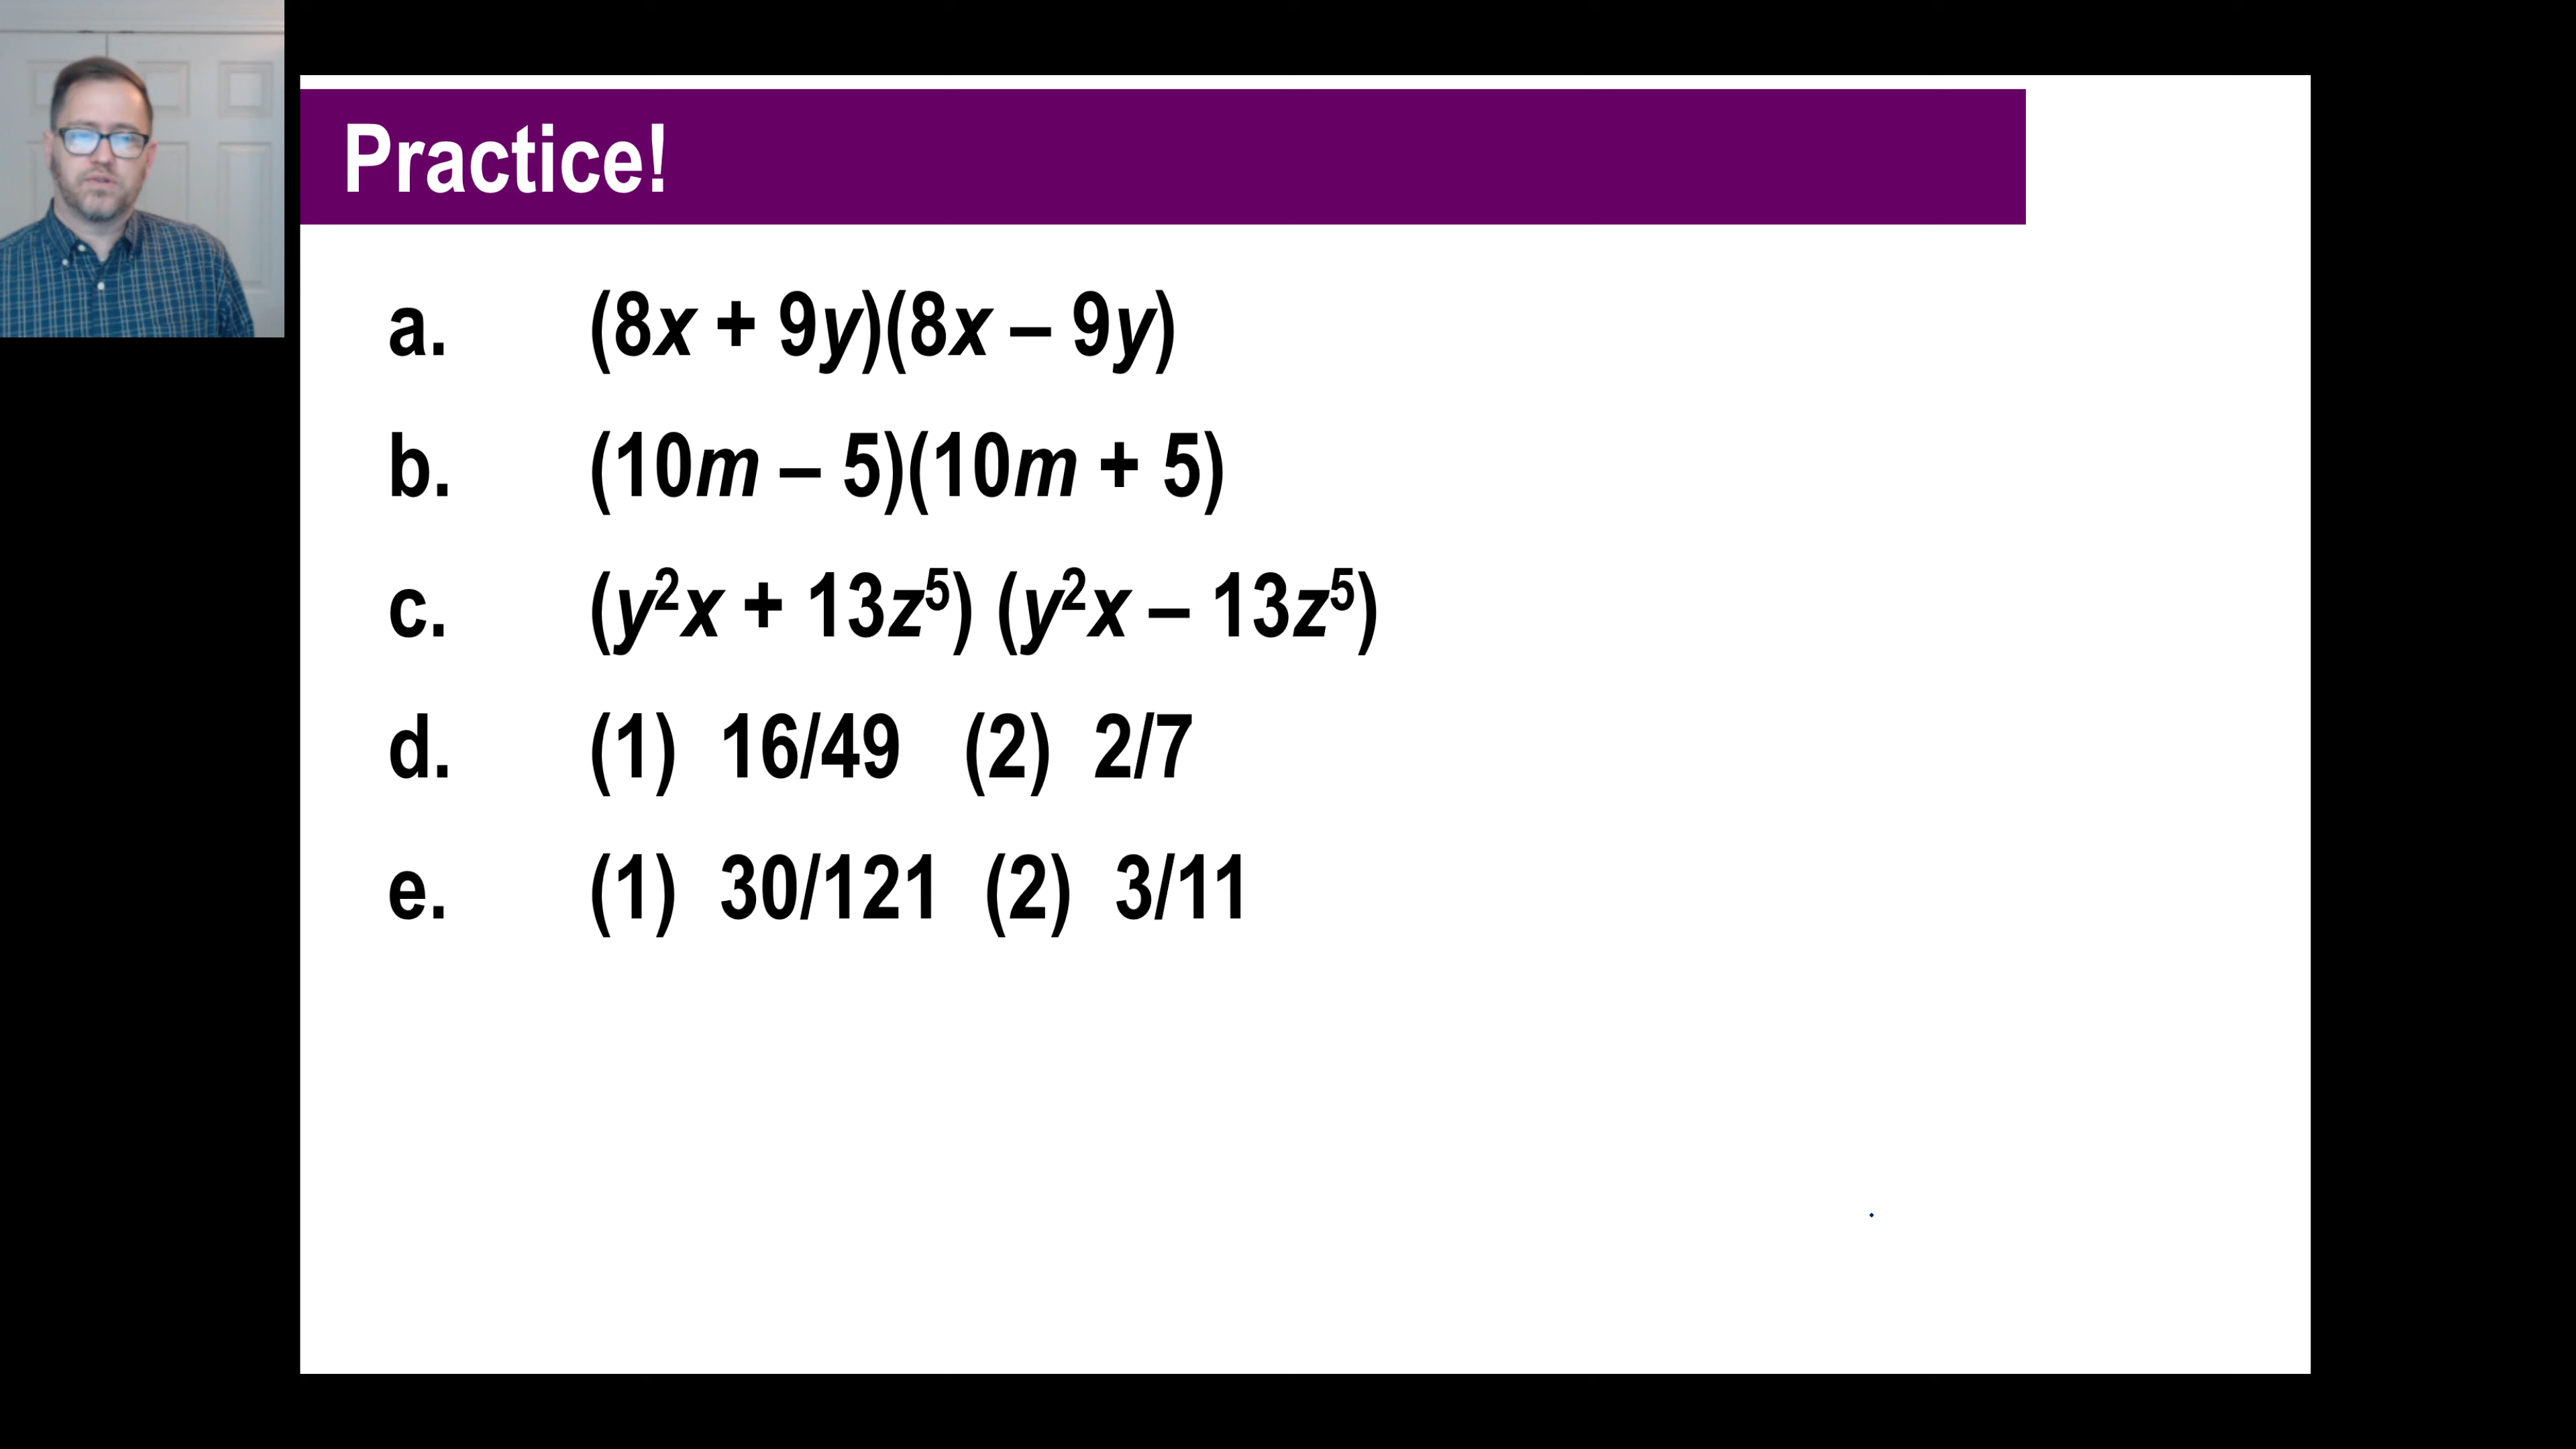 Practice!
a. (8x + 9y)(8x – 9y)
b. (10m – 5)(10m + 5)
c. (y²x + 13z⁵) (y²x – 13z⁵)
d. (1) 16/49 (2) 2/7
e. (1) 30/121 (2) 3/11